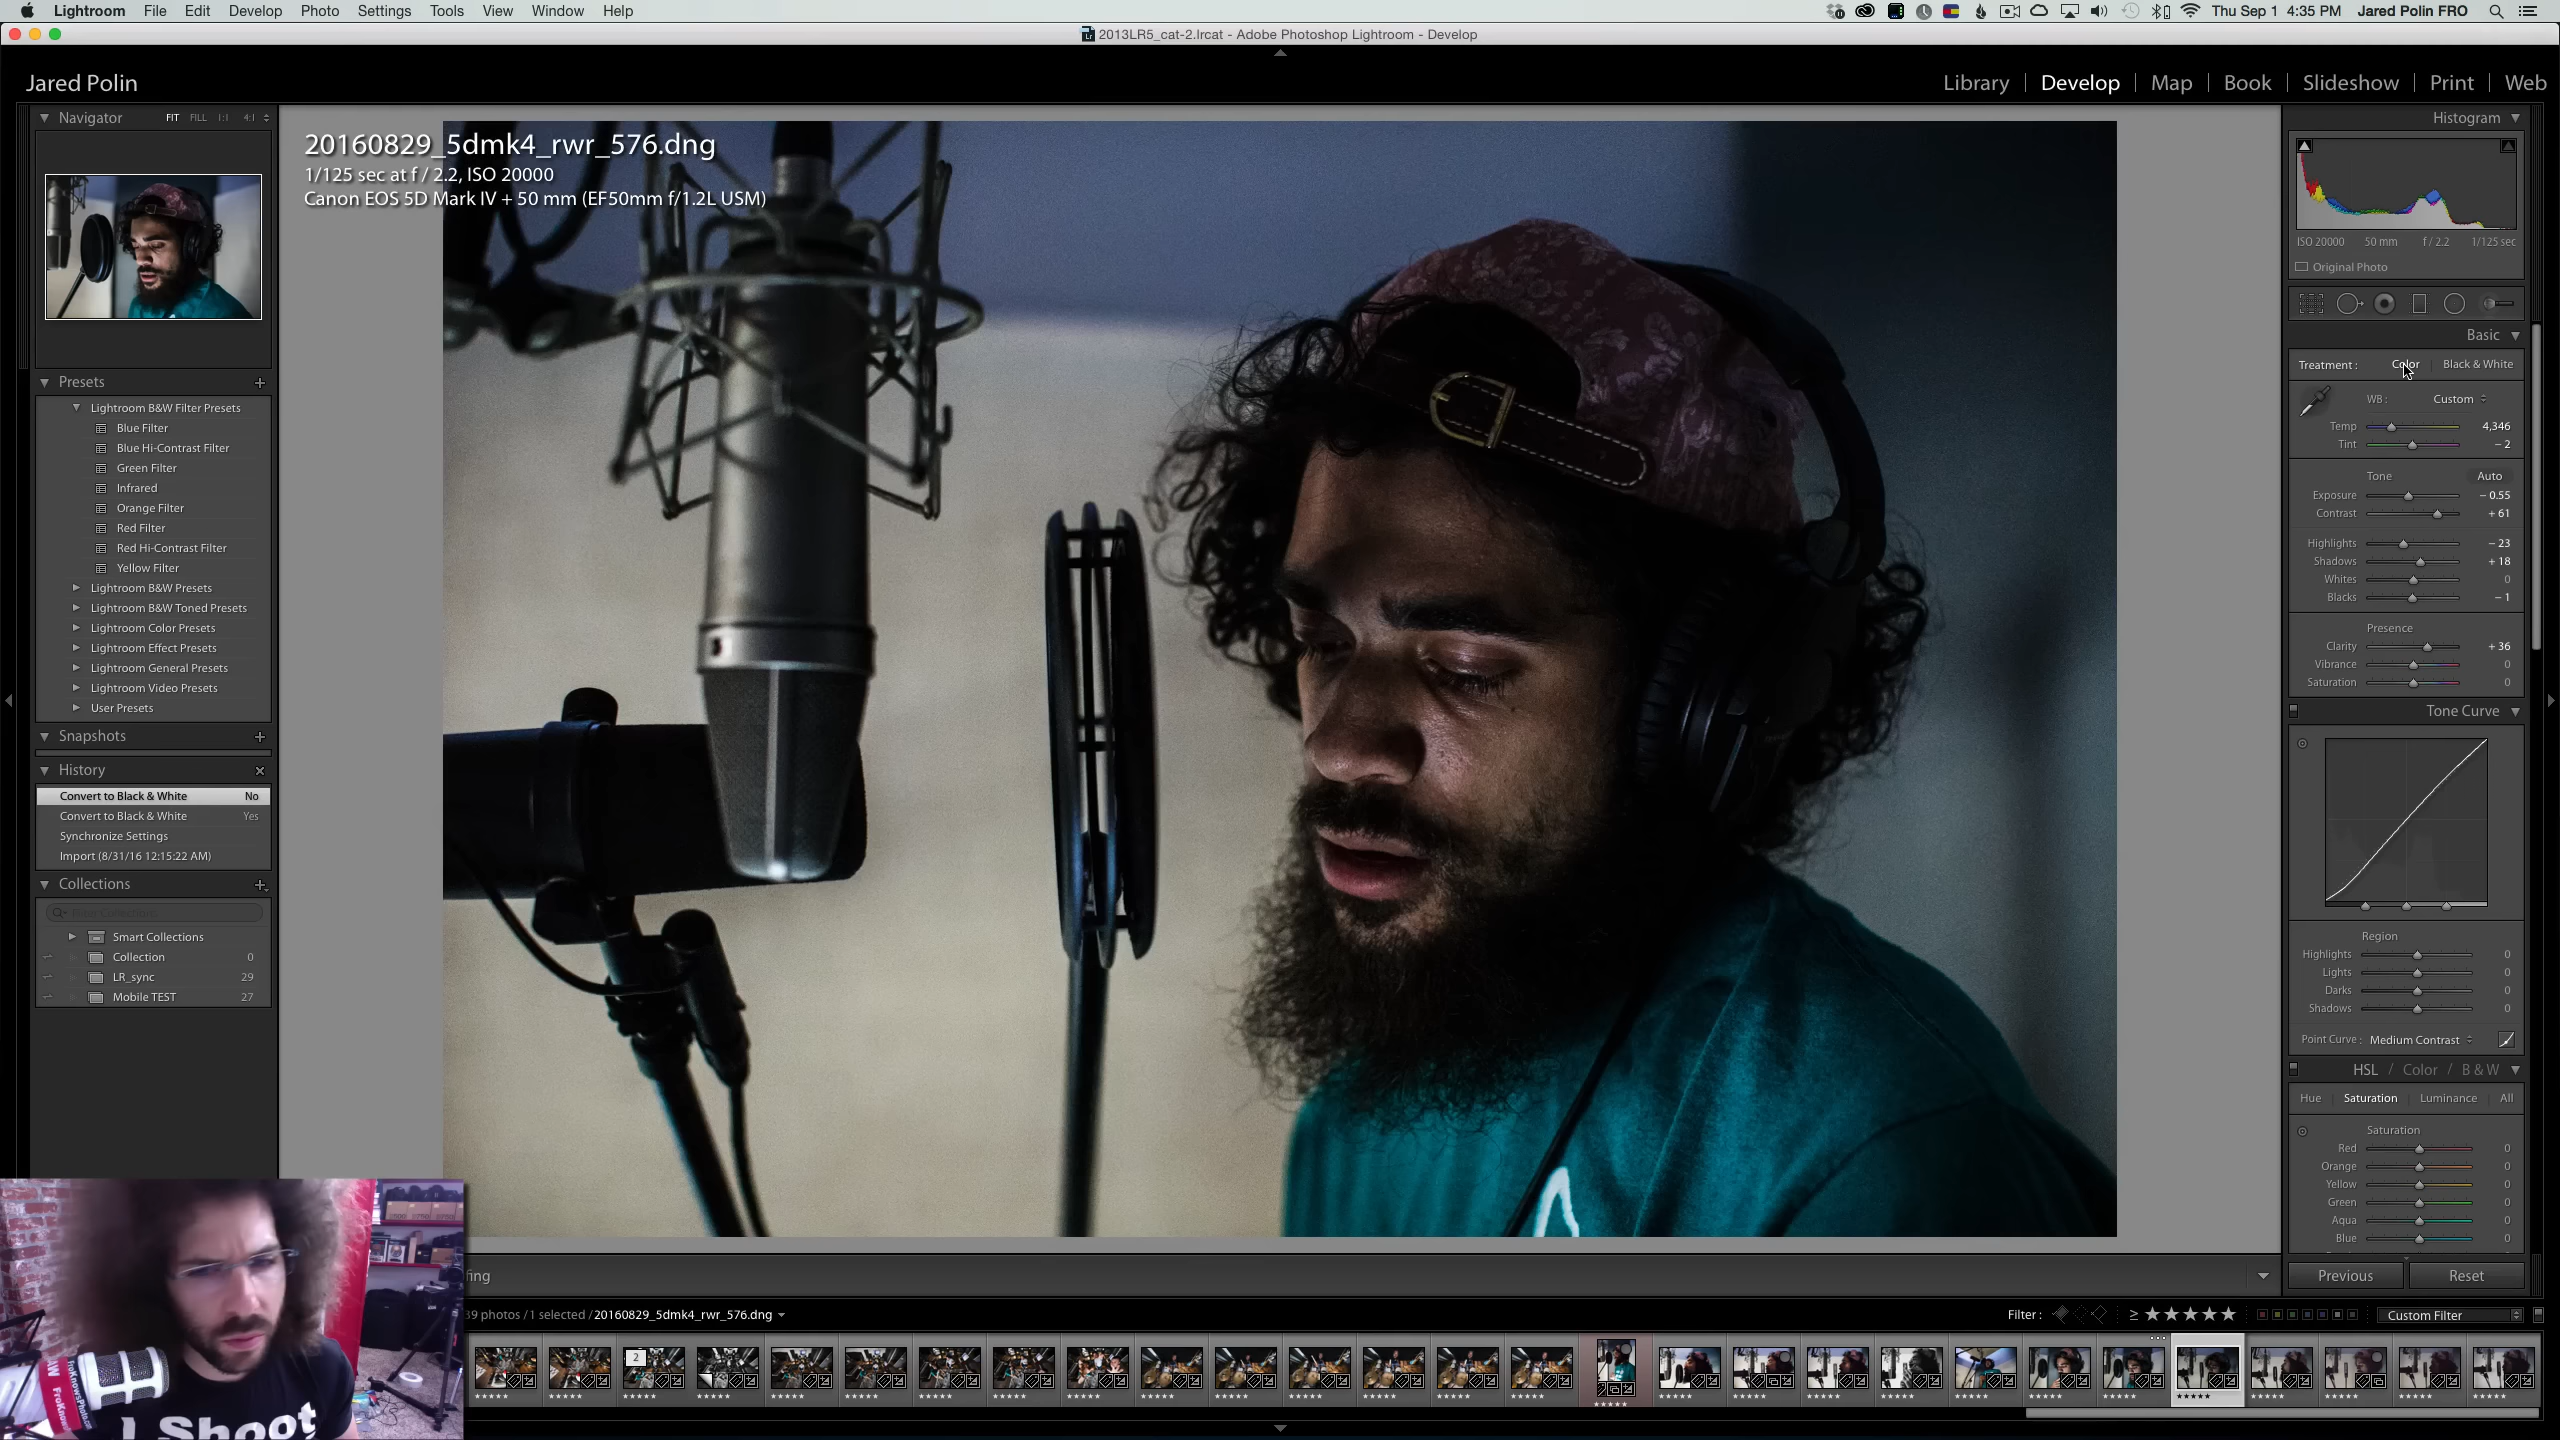 Lightroom File Edit Develop Photo Settings Tools View Window Help
Thu Sep 1 4:35 PM Jared Polin FRO
2013LR5_cat-2.lrcat - Adobe Photoshop Lightroom - Develop
Jared Polin
Library | Develop | Map | Book | Slideshow | Print | Web
Navigator FIT FILL 1:1 4:1
Presets
Lightroom B&W Filter Presets
Blue Filter
Blue Hi-Contrast Filter
Green Filter
Infrared
Orange Filter
Red Filter
Red Hi-Contrast Filter
Yellow Filter
Lightroom B&W Presets
Lightroom B&W Toned Presets
Lightroom Color Presets
Lightroom Effect Presets
Lightroom General Presets
Lightroom Video Presets
User Presets
Snapshots
History
Convert to Black & White No
Convert to Black & White Yes
Synchronize Settings
Import (8/31/16 12:15:22 AM)
Collections
Smart Collections
Collection 0
LR_sync 29
Mobile TEST 27
20160829_5dmk4_rwr_576.dng
1/125 sec at f / 2.2, ISO 20000
Canon EOS 5D Mark IV + 50 mm (EF50mm f/1.2L USM)
Histogram
ISO 20000 50 mm f / 2.2 1/125 sec
Original Photo
Basic
Treatment : Color | Black & White
WB : Custom
Temp 4,346
Tint – 2
Tone Auto
Exposure – 0.55
Contrast + 61
Highlights – 23
Shadows + 18
Whites 0
Blacks – 1
Presence
Clarity + 36
Vibrance 0
Saturation 0
Tone Curve
Region
Highlights 0
Lights 0
Darks 0
Shadows 0
Point Curve : Medium Contrast
HSL / Color / B & W
Hue Saturation Luminance All
Saturation
Red 0
Orange 0
Yellow 0
Green 0
Aqua 0
Blue 0
Previous Reset
fing
39 photos / 1 selected / 20160829_5dmk4_rwr_576.dng
Filter : ≥ ★★★★★ Custom Filter
2
I Shoot